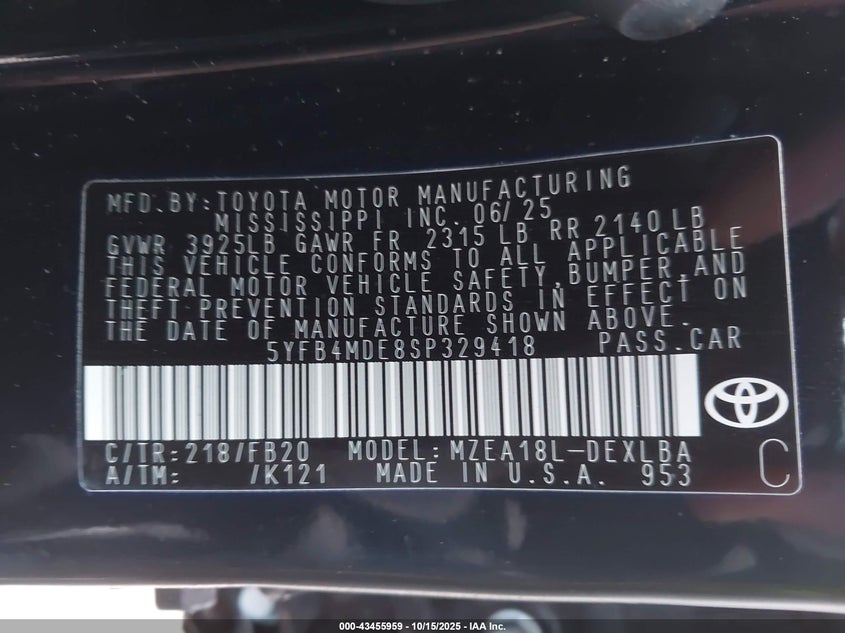 MFD. BY: TOYOTA MOTOR MANUFACTURING
MISSISSIPPI INC. 06/25
GVWR 3925LB GAWR FR 2315 LB RR 2140 LB
THIS VEHICLE CONFORMS TO ALL APPLICABLE
FEDERAL MOTOR VEHICLE SAFETY, BUMPER, AND
THEFT PREVENTION STANDARDS IN EFFECT ON
THE DATE OF MANUFACTURE SHOWN ABOVE.
5YFB4MDE8SP329418 PASS. CAR
C/TR: 218/FB20 MODEL: MZEA18L-DEXLBA
A/TM: /K121 MADE IN U.S.A. 953
C
000-43455959 - 10/15/2025 - IAA Inc.